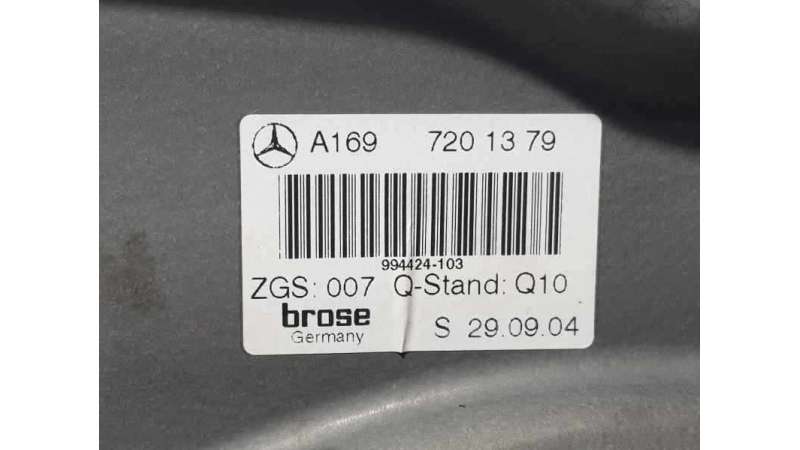 A169 720 13 79
994424-103
ZGS: 007 Q-Stand: Q10
brose
Germany
S 29.09.04